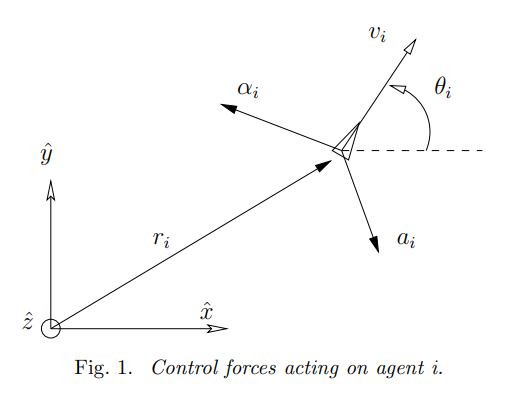 v_i
α_i
θ_i
ŷ
r_i
a_i
x̂
ẑ
Fig. 1. Control forces acting on agent i.